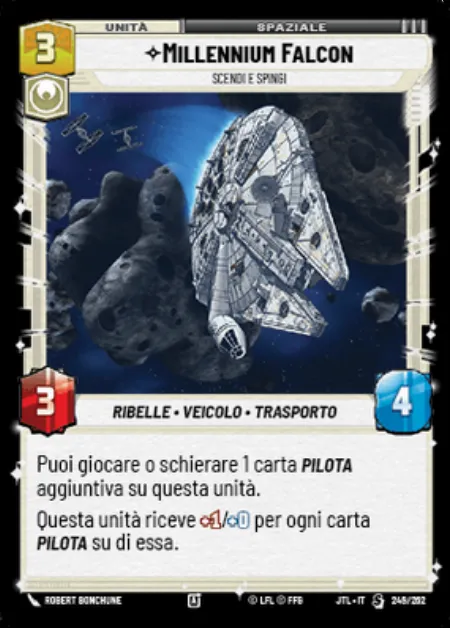 UNITÀ
SPAZIALE
3
MILLENNIUM FALCON
SCENDI E SPINGI
3
RIBELLE • VEICOLO • TRASPORTO
4
Puoi giocare o schierare 1 carta PILOTA
aggiuntiva su questa unità.
Questa unità riceve +1/+0 per ogni carta
PILOTA su di essa.
ROBERT BONCHUNE
© LFL © FFG
JTL • IT
249/262